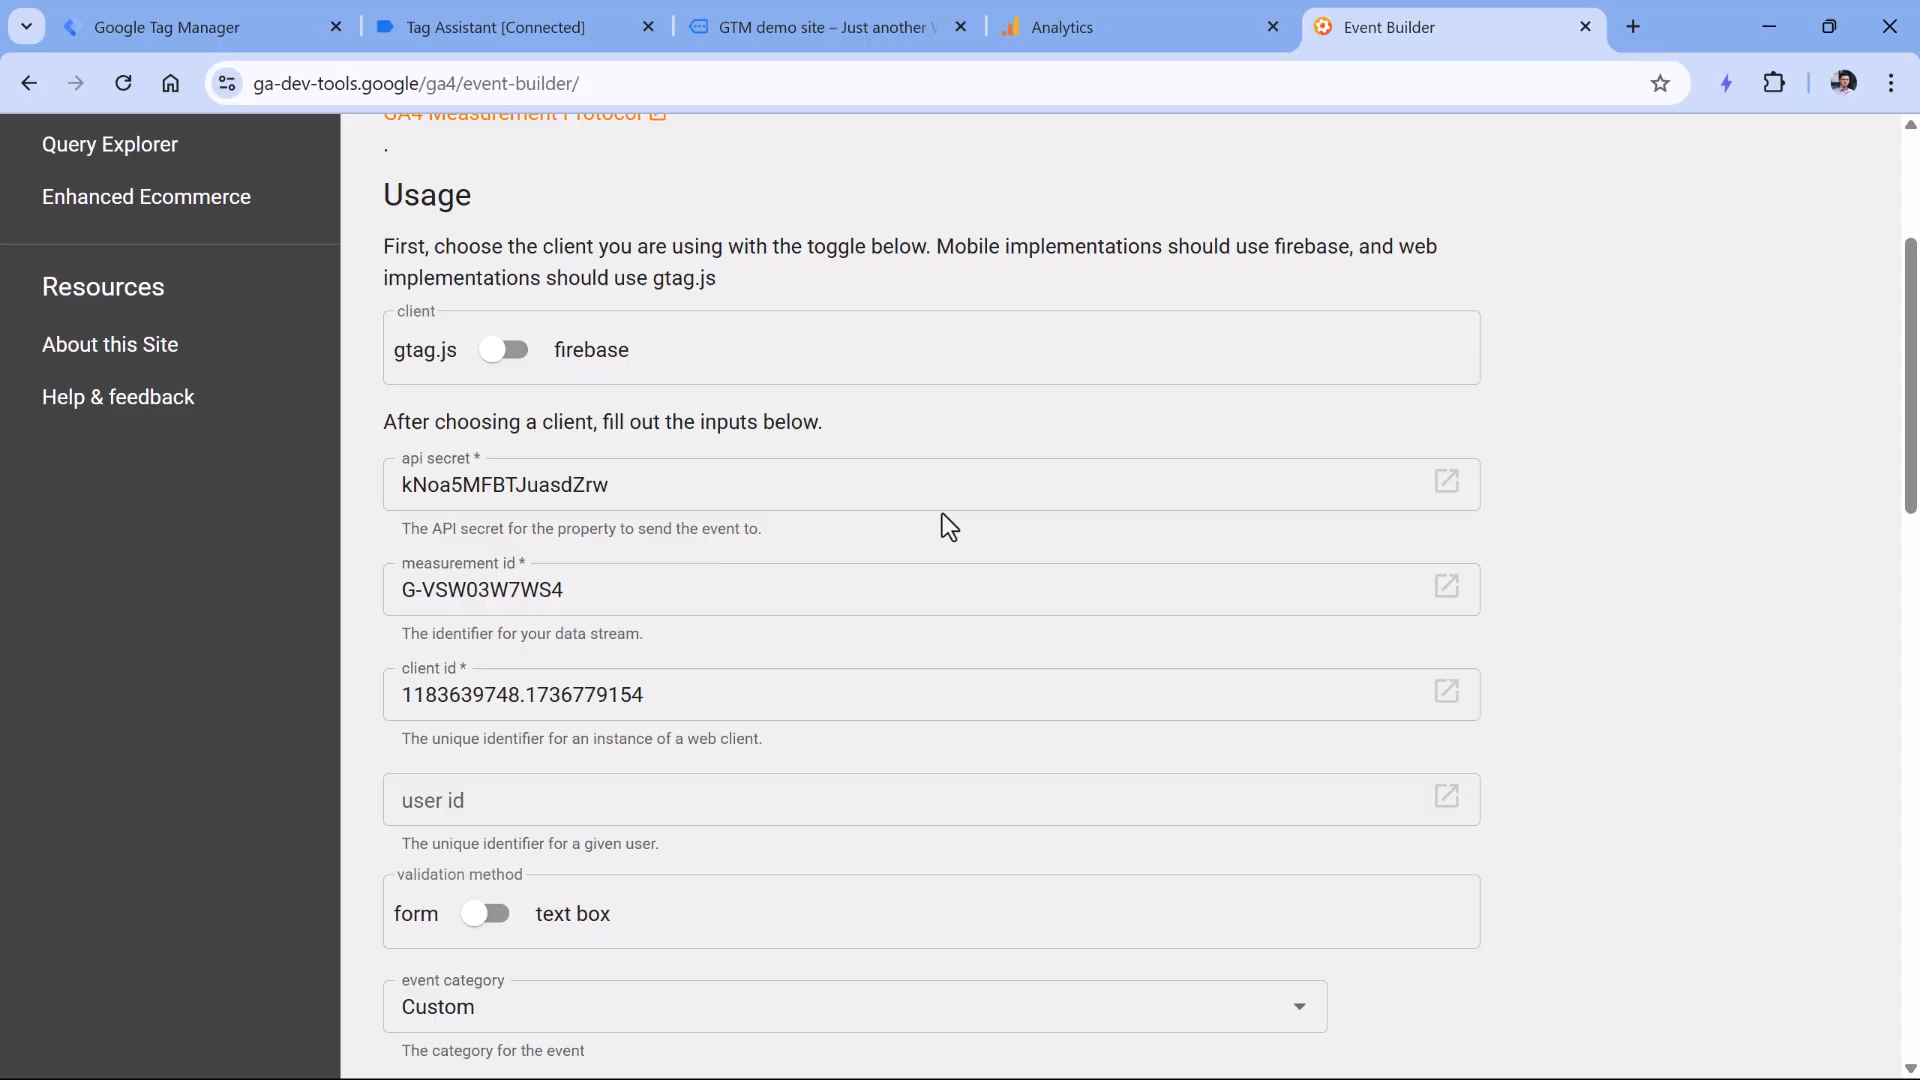 Google Tag Manager
Tag Assistant [Connected]
GTM demo site – Just another
Analytics
Event Builder
ga-dev-tools.google/ga4/event-builder/
Query Explorer
Enhanced Ecommerce
Resources
About this Site
Help & feedback
GA4 Measurement Protocol
.
Usage
First, choose the client you are using with the toggle below. Mobile implementations should use firebase, and web
implementations should use gtag.js
client
gtag.js firebase
After choosing a client, fill out the inputs below.
api secret *
kNoa5MFBTJuasdZrw
The API secret for the property to send the event to.
measurement id *
G-VSW03W7WS4
The identifier for your data stream.
client id *
1183639748.1736779154
The unique identifier for an instance of a web client.
user id
The unique identifier for a given user.
validation method
form text box
event category
Custom
The category for the event